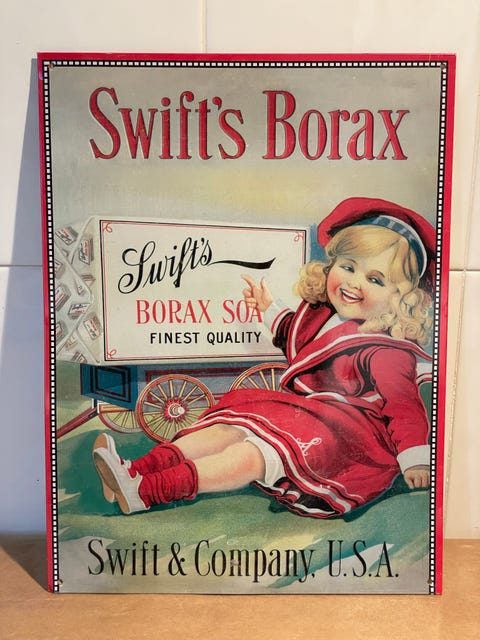 Swift's Borax
Swift's
BORAX SOA
FINEST QUALITY
Swift & Company, U.S.A.